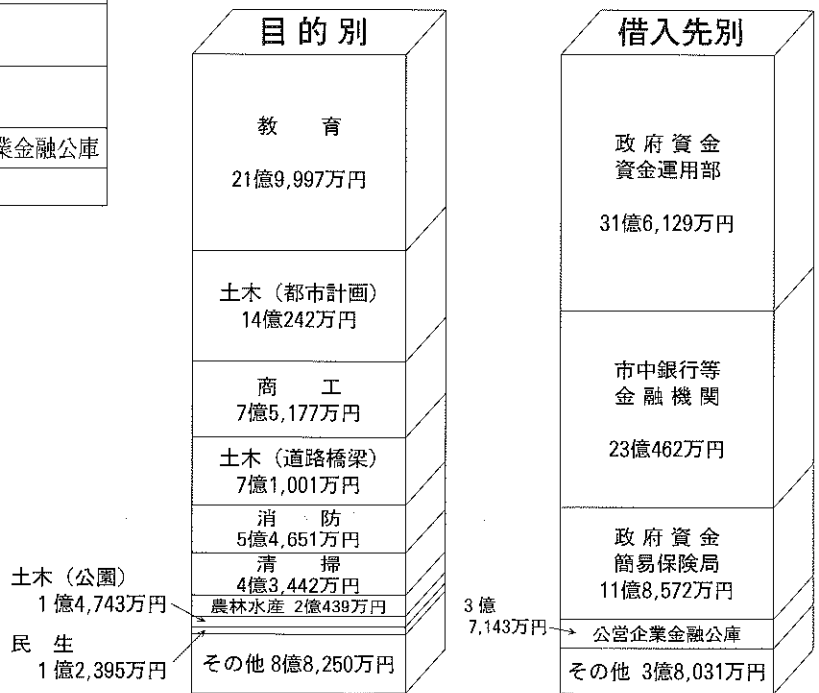 業金融公庫
目的別
教育
21億9,997万円
土木（都市計画）
14億242万円
商工
7億5,177万円
土木（道路橋梁）
7億1,001万円
消防
5億4,651万円
清掃
4億3,442万円
農林水産 2億439万円
土木（公園）
1億4,743万円
民生
1億2,395万円
その他 8億8,250万円
借入先別
政府資金
資金運用部
31億6,129万円
市中銀行等
金融機関
23億462万円
政府資金
簡易保険局
11億8,572万円
3億
7,143万円
公営企業金融公庫
その他 3億8,031万円